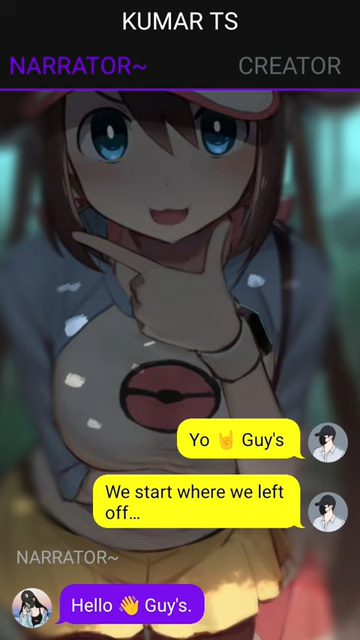 KUMAR TS
NARRATOR~ CREATOR
Yo 🤘 Guy's
We start where we left
off...
NARRATOR~
Hello 👋 Guy's.